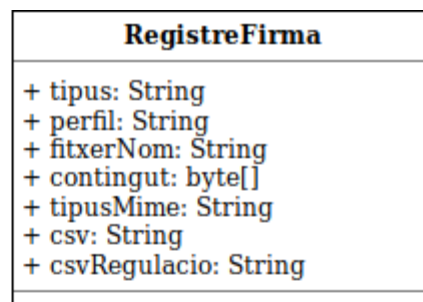 RegistreFirma
+ tipus: String
+ perfil: String
+ fitxerNom: String
+ contingut: byte[]
+ tipusMime: String
+ csv: String
+ csvRegulacio: String